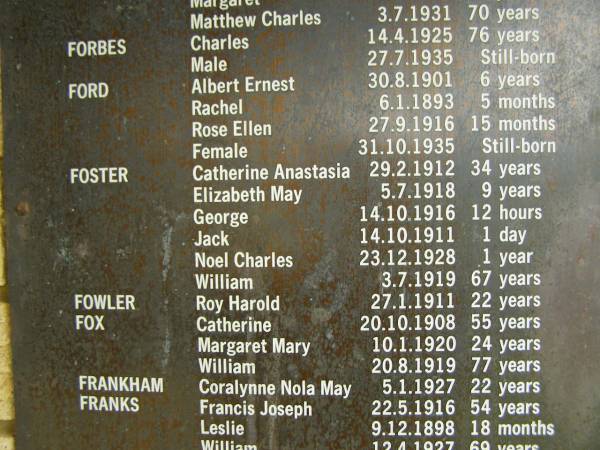 Margaret
Matthew Charles 3.7.1931 70 years
FORBES Charles 14.4.1925 76 years
Male 27.7.1935 Still-born
FORD Albert Ernest 30.8.1901 6 years
Rachel 6.1.1893 5 months
Rose Ellen 27.9.1916 15 months
Female 31.10.1935 Still-born
FOSTER Catherine Anastasia 29.2.1912 34 years
Elizabeth May 5.7.1918 9 years
George 14.10.1916 12 hours
Jack 14.10.1911 1 day
Noel Charles 23.12.1928 1 year
William 3.7.1919 67 years
FOWLER Roy Harold 27.1.1911 22 years
FOX Catherine 20.10.1908 55 years
Margaret Mary 10.1.1920 24 years
William 20.8.1919 77 years
FRANKHAM Coralynne Nola May 5.1.1927 22 years
FRANKS Francis Joseph 22.5.1916 54 years
Leslie 9.12.1898 18 months
William 12.4.1927 69 years